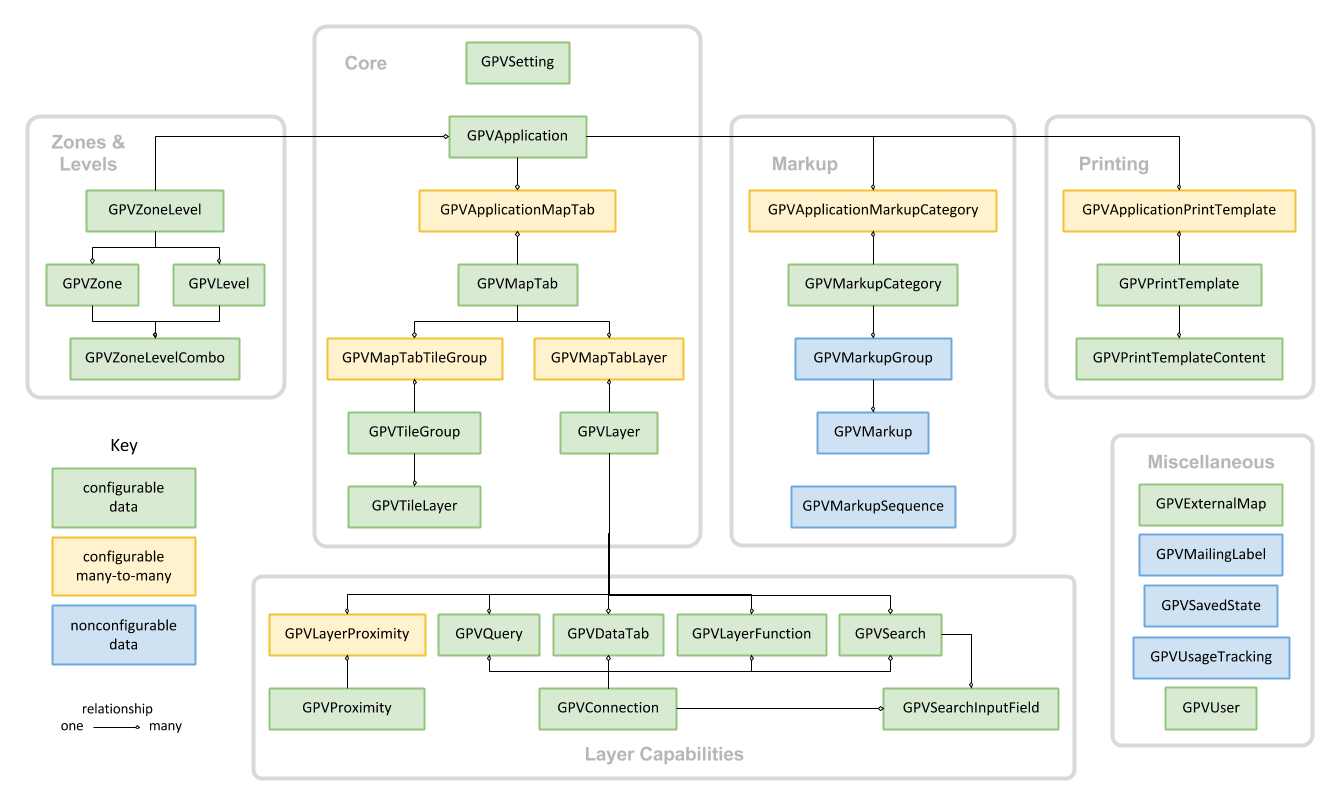 Core
GPVSetting
GPVApplication
GPVApplicationMapTab
GPVMapTab
GPVMapTabTileGroup
GPVMapTabLayer
GPVTileGroup
GPVLayer
GPVTileLayer
Zones &
Levels
GPVZoneLevel
GPVZone
GPVLevel
GPVZoneLevelCombo
Markup
GPVApplicationMarkupCategory
GPVMarkupCategory
GPVMarkupGroup
GPVMarkup
GPVMarkupSequence
Printing
GPVApplicationPrintTemplate
GPVPrintTemplate
GPVPrintTemplateContent
Key
configurable
data
configurable
many-to-many
nonconfigurable
data
relationship
one
many
GPVLayerProximity
GPVQuery
GPVDataTab
GPVLayerFunction
GPVSearch
GPVProximity
GPVConnection
GPVSearchInputField
Layer Capabilities
Miscellaneous
GPVExternalMap
GPVMailingLabel
GPVSavedState
GPVUsageTracking
GPVUser